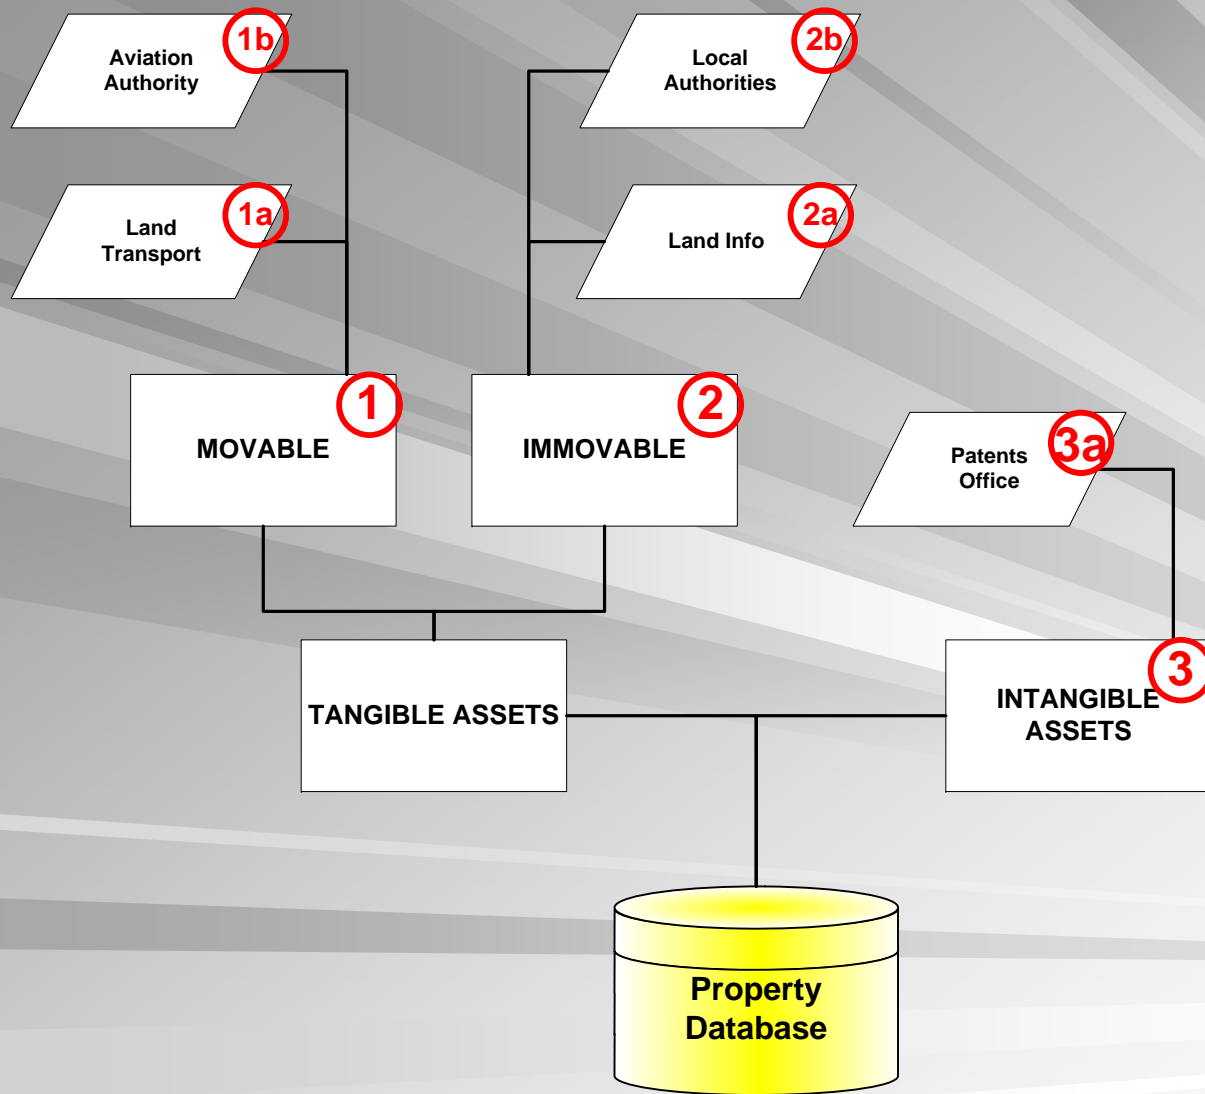 1b
Aviation
Authority
2b
Local
Authorities
1a
Land
Transport
2a
Land Info
1
MOVABLE
2
IMMOVABLE
3a
Patents
Office
TANGIBLE ASSETS
3
INTANGIBLE
ASSETS
Property
Database